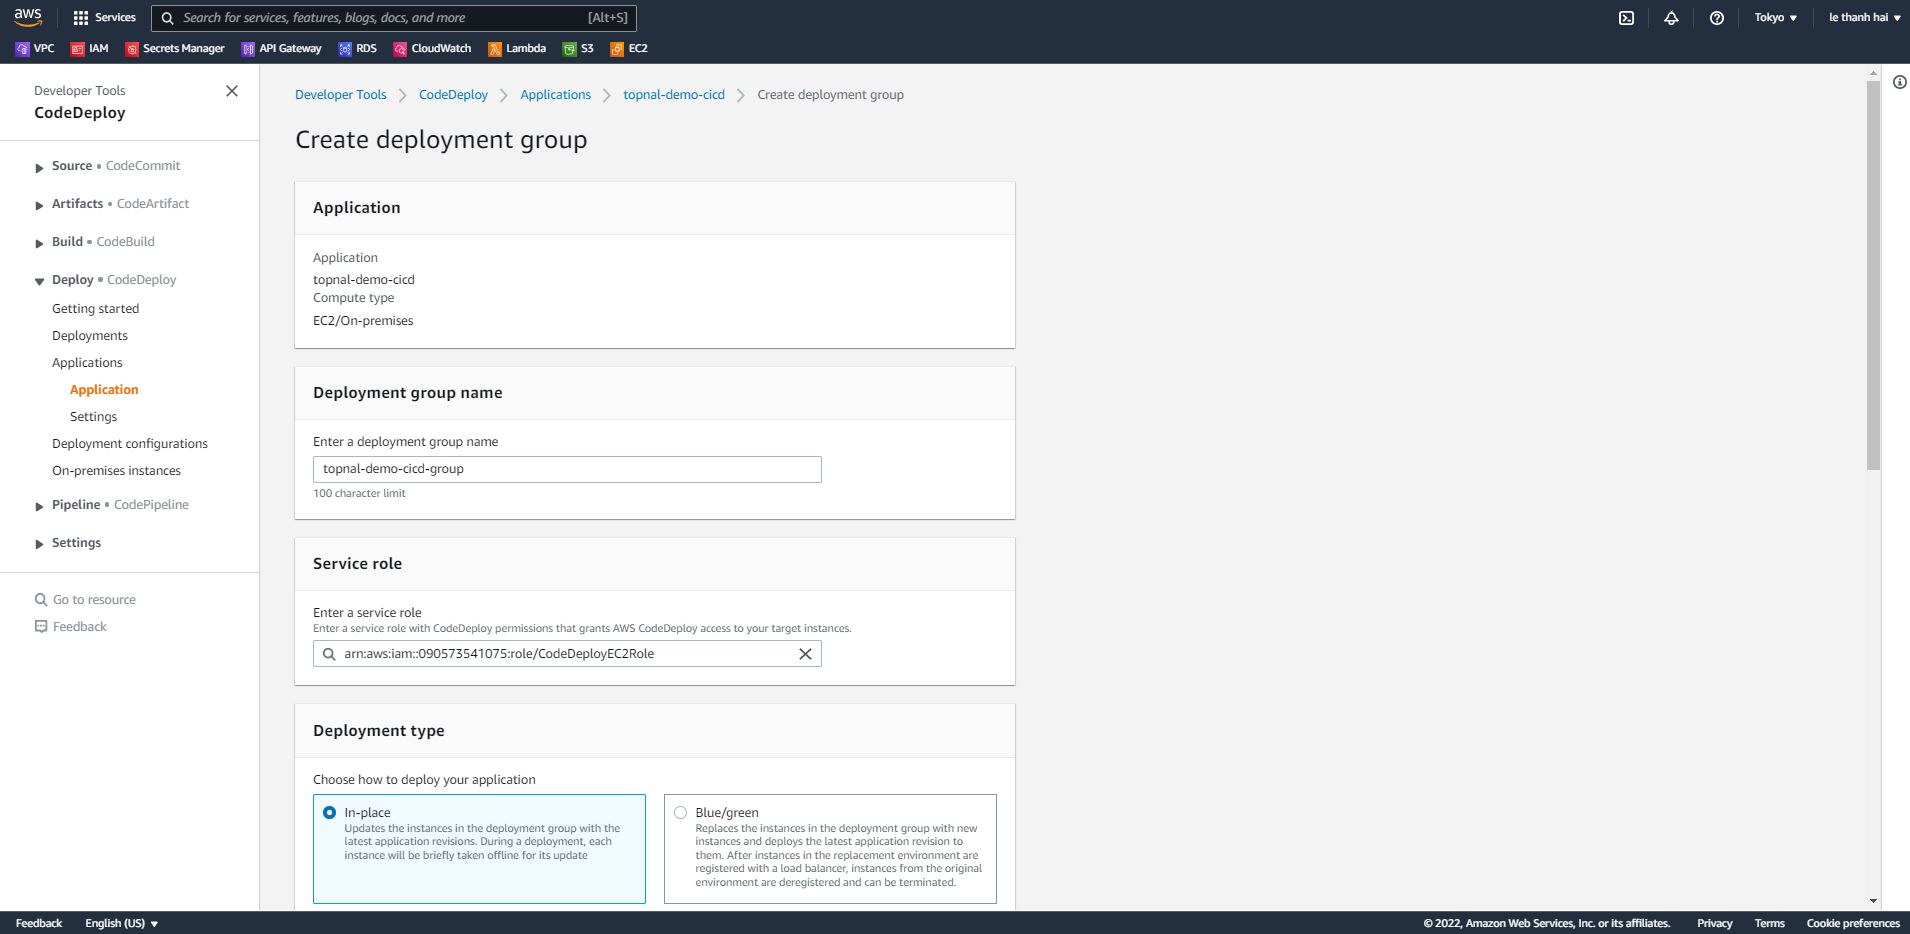 aws
Services
Search for services, features, blogs, docs, and more
[Alt+S]
Tokyo
le thanh hai
VPC
IAM
Secrets Manager
API Gateway
RDS
CloudWatch
Lambda
S3
EC2
Developer Tools
CodeDeploy
Source • CodeCommit
Artifacts • CodeArtifact
Build • CodeBuild
Deploy • CodeDeploy
Getting started
Deployments
Applications
Application
Settings
Deployment configurations
On-premises instances
Pipeline • CodePipeline
Settings
Go to resource
Feedback
Developer Tools > CodeDeploy > Applications > topnal-demo-cicd > Create deployment group
Create deployment group
Application
Application
topnal-demo-cicd
Compute type
EC2/On-premises
Deployment group name
Enter a deployment group name
topnal-demo-cicd-group
100 character limit
Service role
Enter a service role
Enter a service role with CodeDeploy permissions that grants AWS CodeDeploy access to your target instances.
arn:aws:iam::090573541075:role/CodeDeployEC2Role
Deployment type
Choose how to deploy your application
In-place
Updates the instances in the deployment group with the
latest application revisions. During a deployment, each
instance will be briefly taken offline for its update
Blue/green
Replaces the instances in the deployment group with new
instances and deploys the latest application revision to
them. After instances in the replacement environment are
registered with a load balancer, instances from the original
environment are deregistered and can be terminated.
Feedback
English (US)
© 2022, Amazon Web Services, Inc. or its affiliates.
Privacy
Terms
Cookie preferences